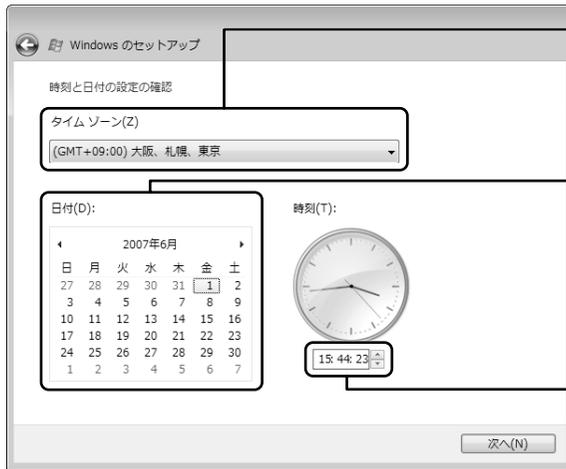 Windows のセットアップ
時刻と日付の設定の確認
タイム ゾーン(Z)
(GMT+09:00) 大阪、札幌、東京
日付(D):
時刻(T):
2007年6月
日 月 火 水 木 金 土
27 28 29 30 31 1 2
3 4 5 6 7 8 9
10 11 12 13 14 15 16
17 18 19 20 21 22 23
24 25 26 27 28 29 30
1 2 3 4 5 6 7
15: 44: 23
次へ(N)